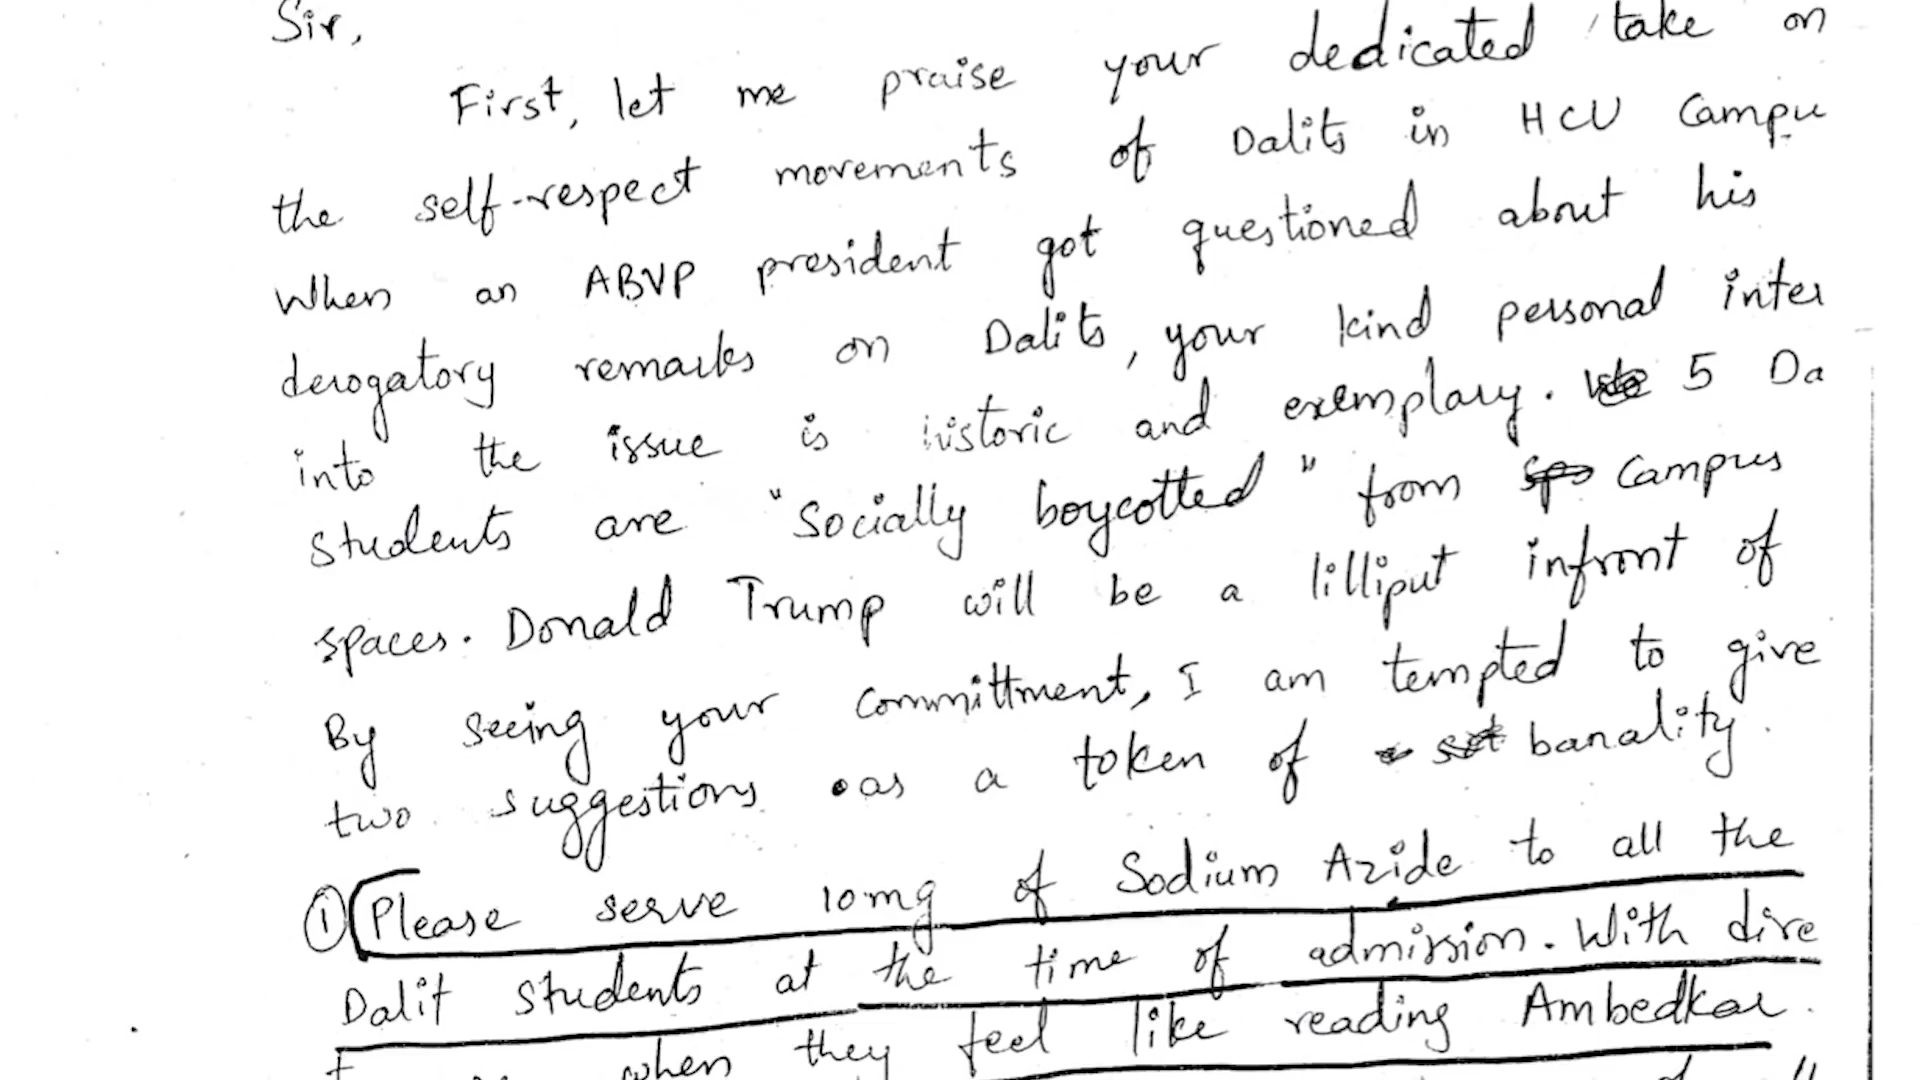 Sir,
First, let me praise your dedicated take on
the self-respect movements of Dalits in HCU Campu
When an ABVP president got questioned about his
derogatory remarks on Dalits, your kind personal inter
into the issue is historic and exemplary. 5 Da
students are "socially boycotted" from campus
spaces. Donald Trump will be a lilliput infront of
By seeing your committment, I am tempted to give
two suggestions as a token of banality.
① Please serve 10mg of Sodium Azide to all the
Dalit students at the time of admission. With dire
when they feel like reading Ambedkar.